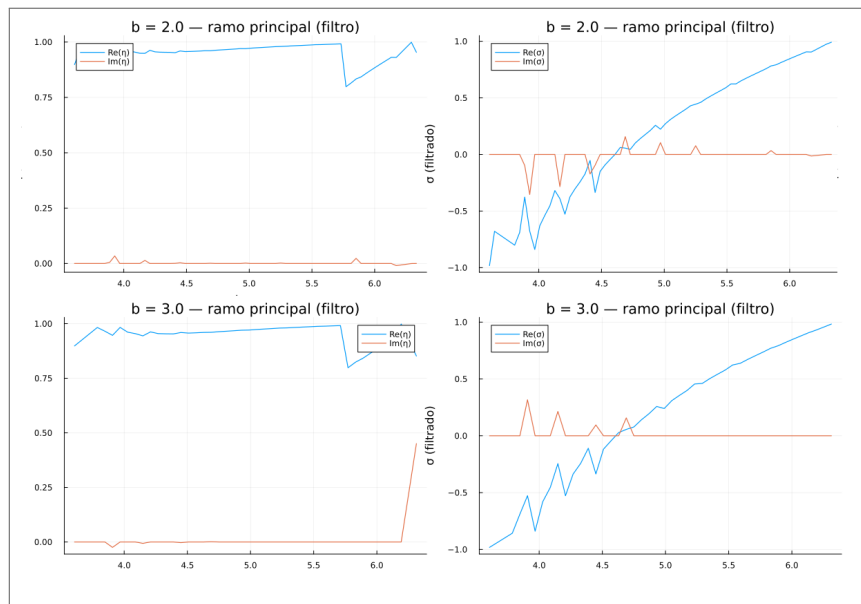 b = 2.0 — ramo principal (filtro)
1.00
0.75
0.50
0.25
0.00
Re(η)
Im(η)
4.0 4.5 5.0 5.5 6.0
b = 2.0 — ramo principal (filtro)
σ (filtrado)
1.0
0.5
0.0
−0.5
−1.0
Re(σ)
Im(σ)
4.0 4.5 5.0 5.5 6.0
b = 3.0 — ramo principal (filtro)
1.00
0.75
0.50
0.25
0.00
Re(η)
Im(η)
4.0 4.5 5.0 5.5 6.0
b = 3.0 — ramo principal (filtro)
σ (filtrado)
1.0
0.5
0.0
−0.5
−1.0
Re(σ)
Im(σ)
4.0 4.5 5.0 5.5 6.0